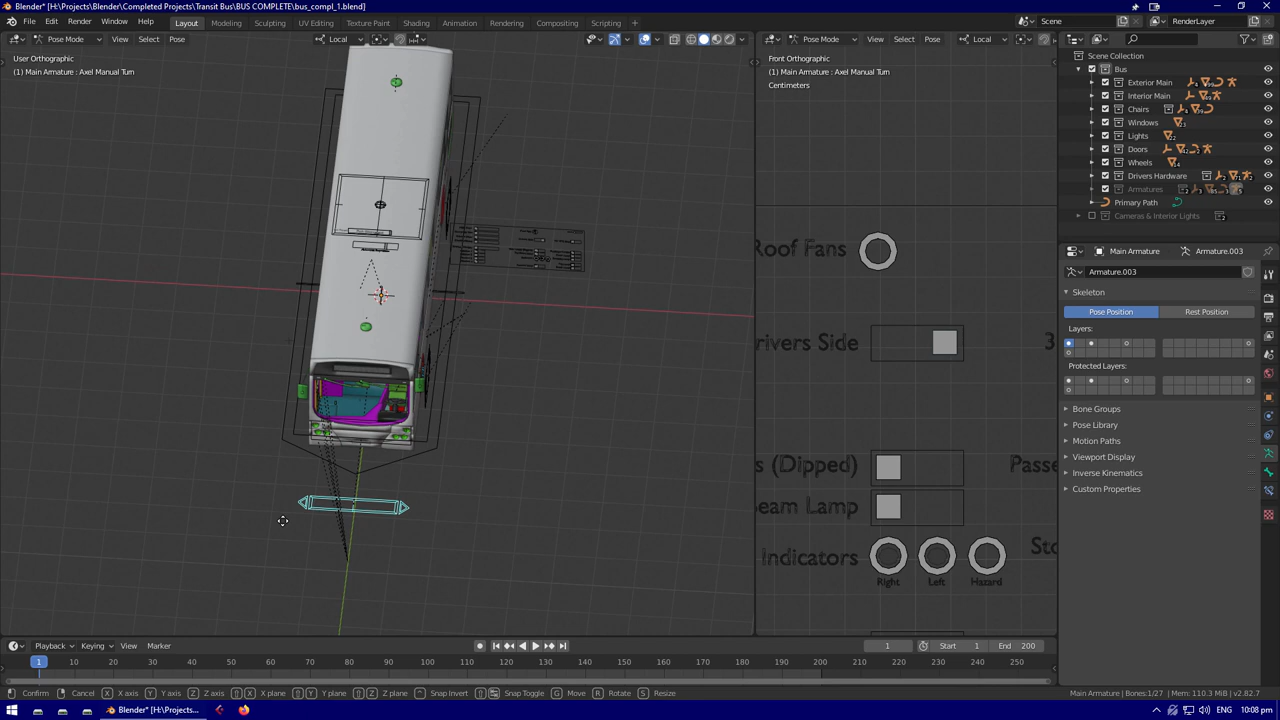 Blender* [H:\Projects\Blender\Completed Projects\Transit Bus\BUS COMPLETE\bus_compl_1.blend]
File Edit Render Window Help Layout Modeling Sculpting UV Editing Texture Paint Shading Animation Rendering Compositing Scripting + Scene RenderLayer
Pose Mode View Select Pose Local
Pose Mode View Select Pose Local
User Orthographic
(1) Main Armature : Axel Manual Turn
Front Orthographic
(1) Main Armature : Axel Manual Turn
Centimeters
Roof Fans
rivers Side 3
s (Dipped) Passe
eam Lamp
Indicators Sto
Right Left Hazard
Scene Collection
Bus
Exterior Main
Interior Main
Chairs
Windows
Lights
Doors
Wheels
Drivers Hardware
Armatures
Primary Path
Cameras & Interior Lights
Main Armature Armature.003
Armature.003
Skeleton
Pose Position Rest Position
Layers:
Protected Layers:
Bone Groups
Pose Library
Motion Paths
Viewport Display
Inverse Kinematics
Custom Properties
Playback Keying View Marker 1 Start 1 End 200
1 10 20 30 40 50 60 70 80 90 100 110 120 130 140 150 160 170 180 190 200 210 220 230 240 250
Confirm Cancel X X axis Y Y axis Z Z axis X X plane Y Y plane Z Z plane Snap Invert Snap Toggle G Move R Rotate S Resize Main Armature | Bones:1/27 | Mem: 110.3 MiB | v2.82.7
Blender* [H:\Projects... ENG 10:08 pm